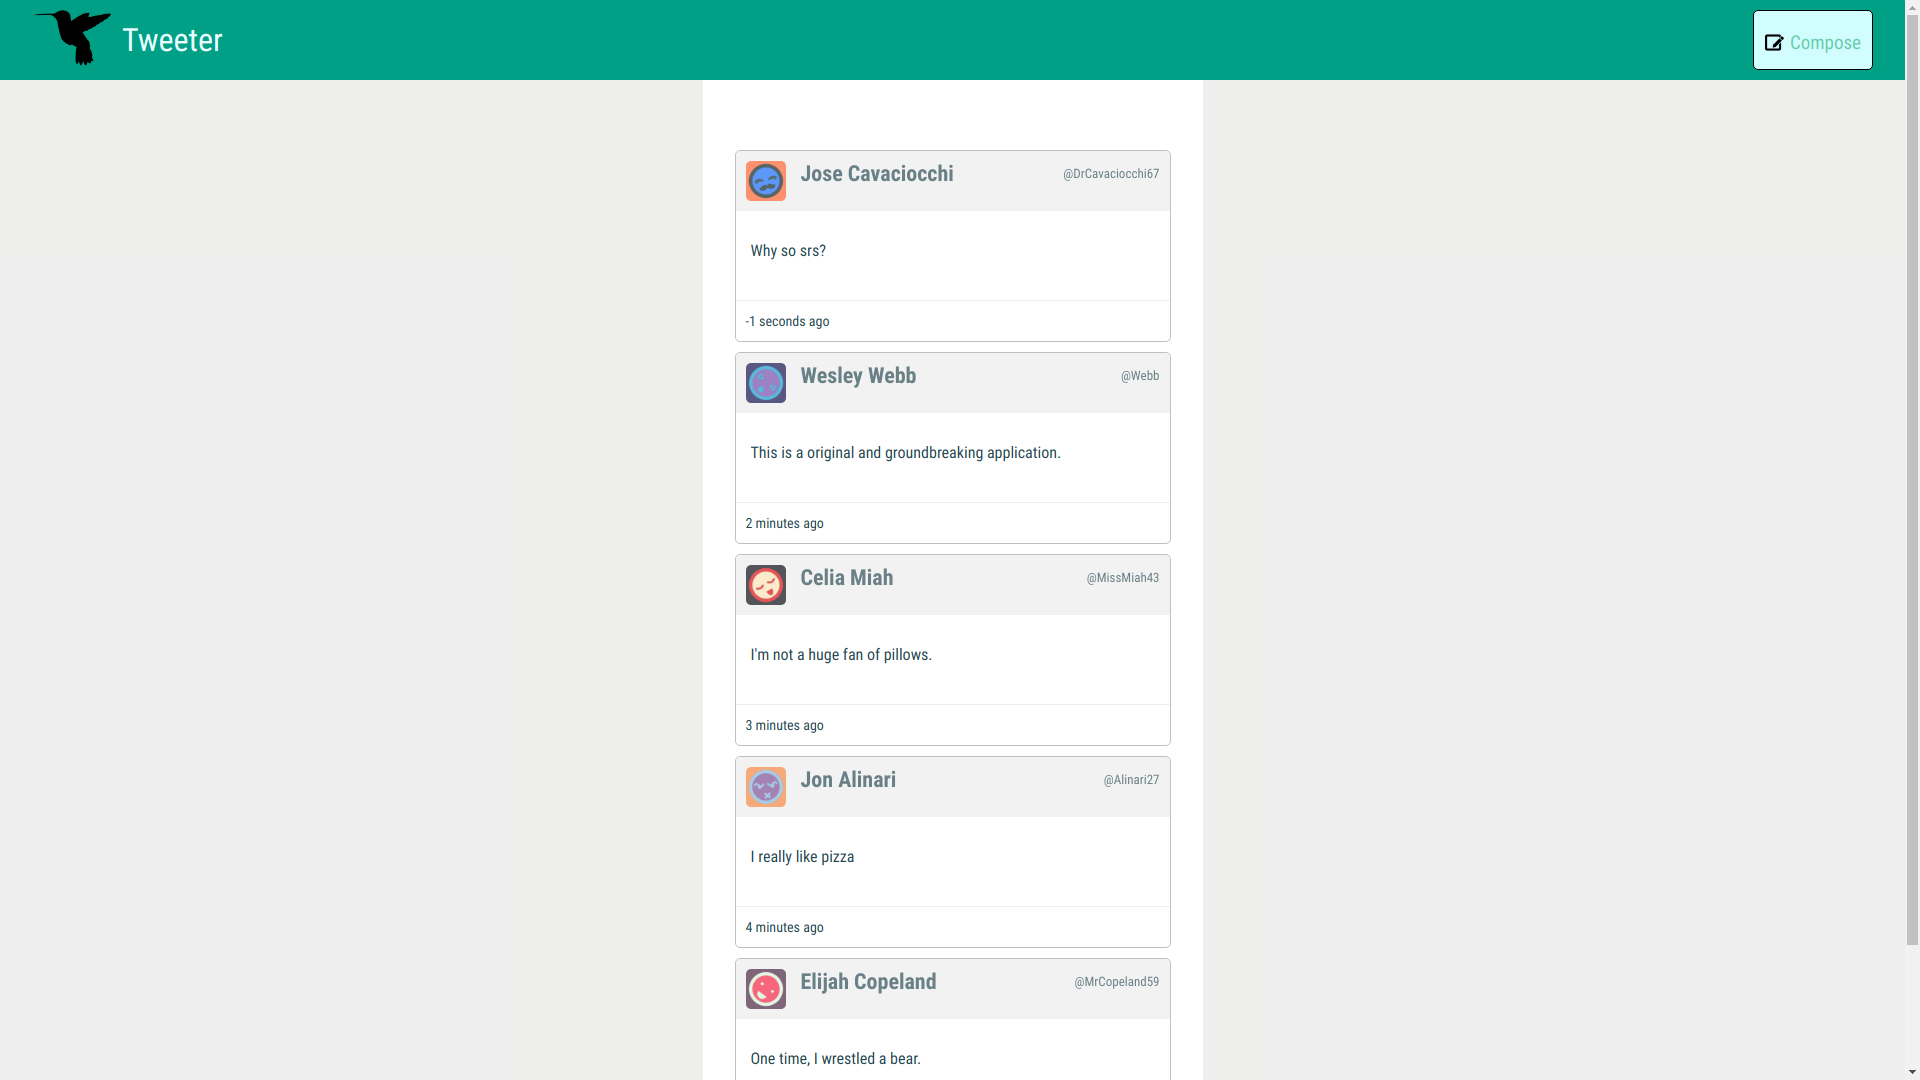 Tweeter
Compose
Jose Cavaciocchi @DrCavaciocchi67
Why so srs?
-1 seconds ago
Wesley Webb @Webb
This is a original and groundbreaking application.
2 minutes ago
Celia Miah @MissMiah43
I'm not a huge fan of pillows.
3 minutes ago
Jon Alinari @Alinari27
I really like pizza
4 minutes ago
Elijah Copeland @MrCopeland59
One time, I wrestled a bear.